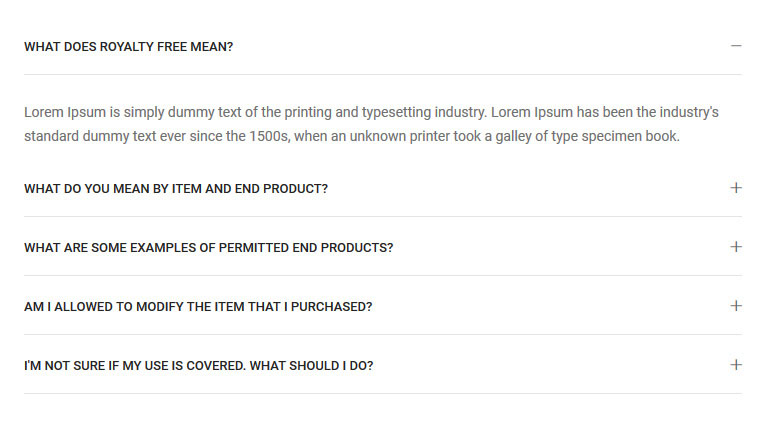 WHAT DOES ROYALTY FREE MEAN?
Lorem Ipsum is simply dummy text of the printing and typesetting industry. Lorem Ipsum has been the industry's
standard dummy text ever since the 1500s, when an unknown printer took a galley of type specimen book.
WHAT DO YOU MEAN BY ITEM AND END PRODUCT?
WHAT ARE SOME EXAMPLES OF PERMITTED END PRODUCTS?
AM I ALLOWED TO MODIFY THE ITEM THAT I PURCHASED?
I'M NOT SURE IF MY USE IS COVERED. WHAT SHOULD I DO?